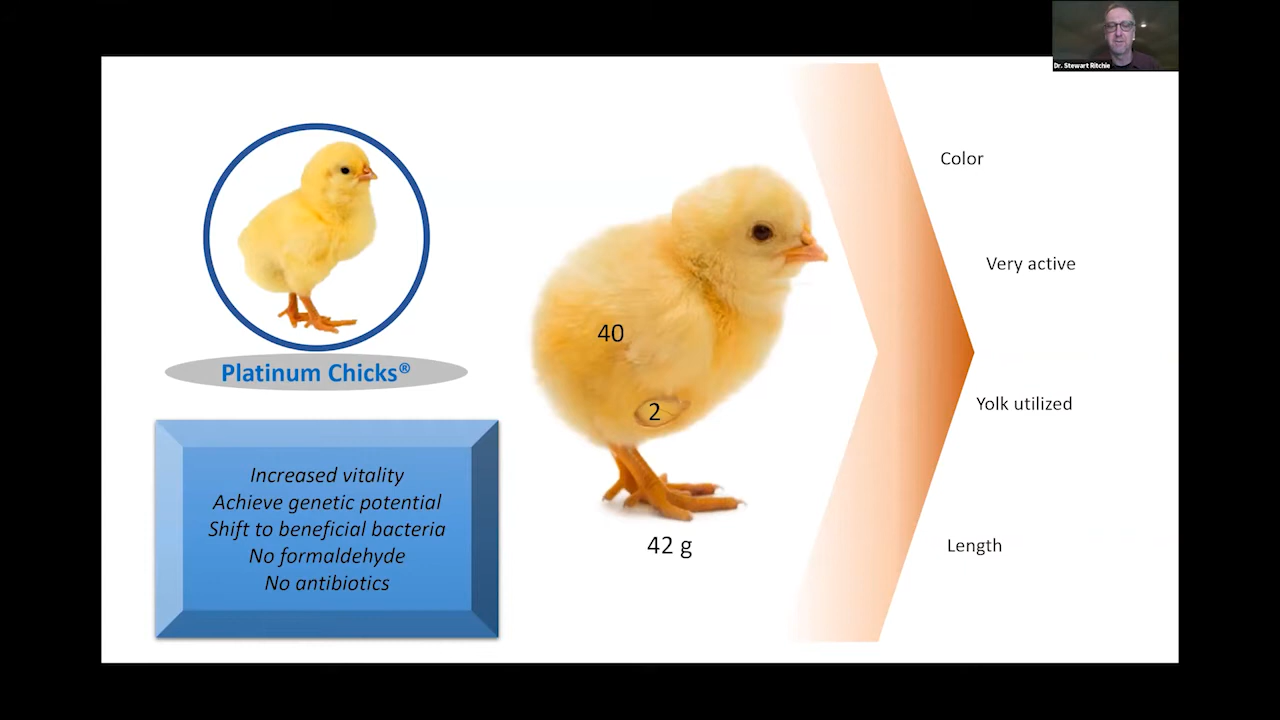 Dr. Stewart Ritchie
Platinum Chicks®
Increased vitality
Achieve genetic potential
Shift to beneficial bacteria
No formaldehyde
No antibiotics
40
2
42 g
Color
Very active
Yolk utilized
Length